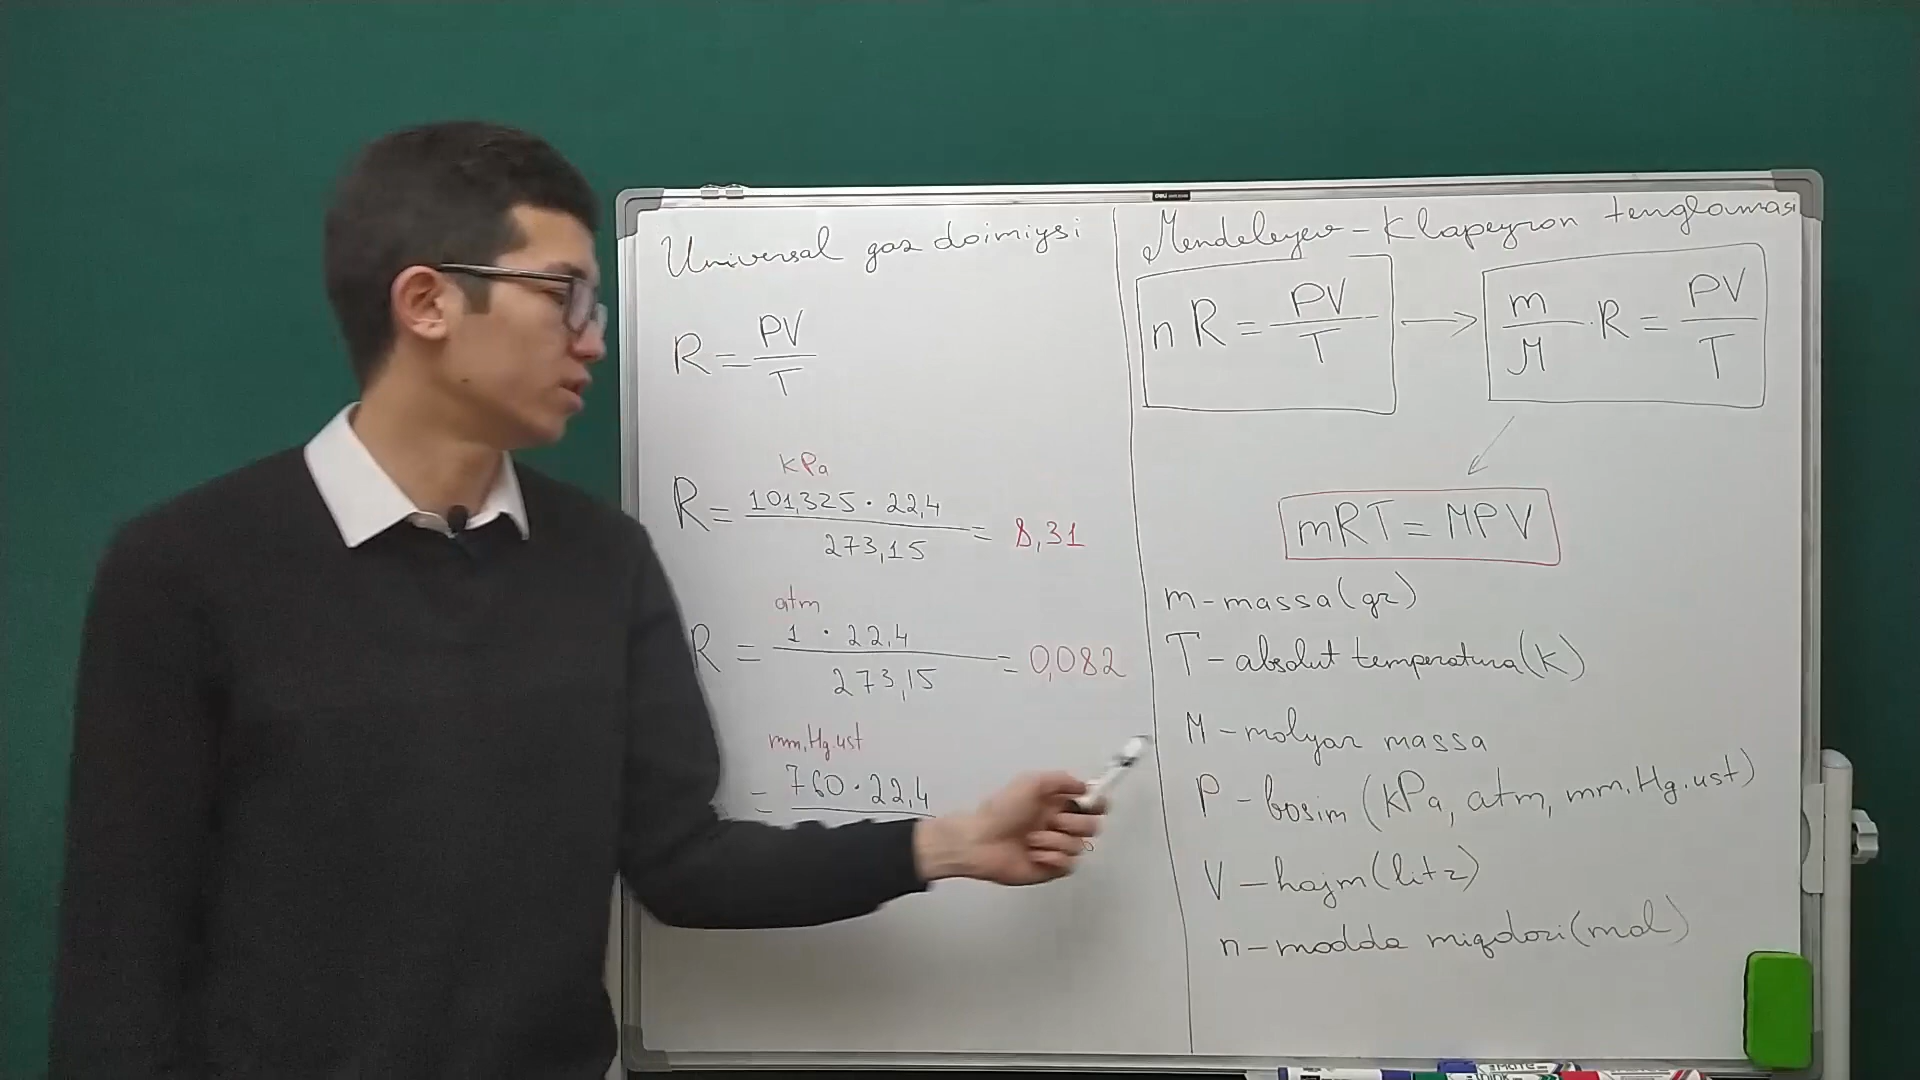 Universal gaz doimiysi
R = PV / T
kPa
R = 101,325 · 22,4 / 273,15 = 8,31
atm
R = 1 · 22,4 / 273,15 = 0,082
mm.Hg.ust
= 760 · 22,4
Mendeleyev - Klapeyron tenglamasi
nR = PV / T → m / M · R = PV / T
mRT = MPV
m - massa (gr)
T - absolut temperatura (K)
M - molyar massa
P - bosim (kPa, atm, mm.Hg.ust)
V - hajm (litr)
n - modda miqdori (mol)
deli